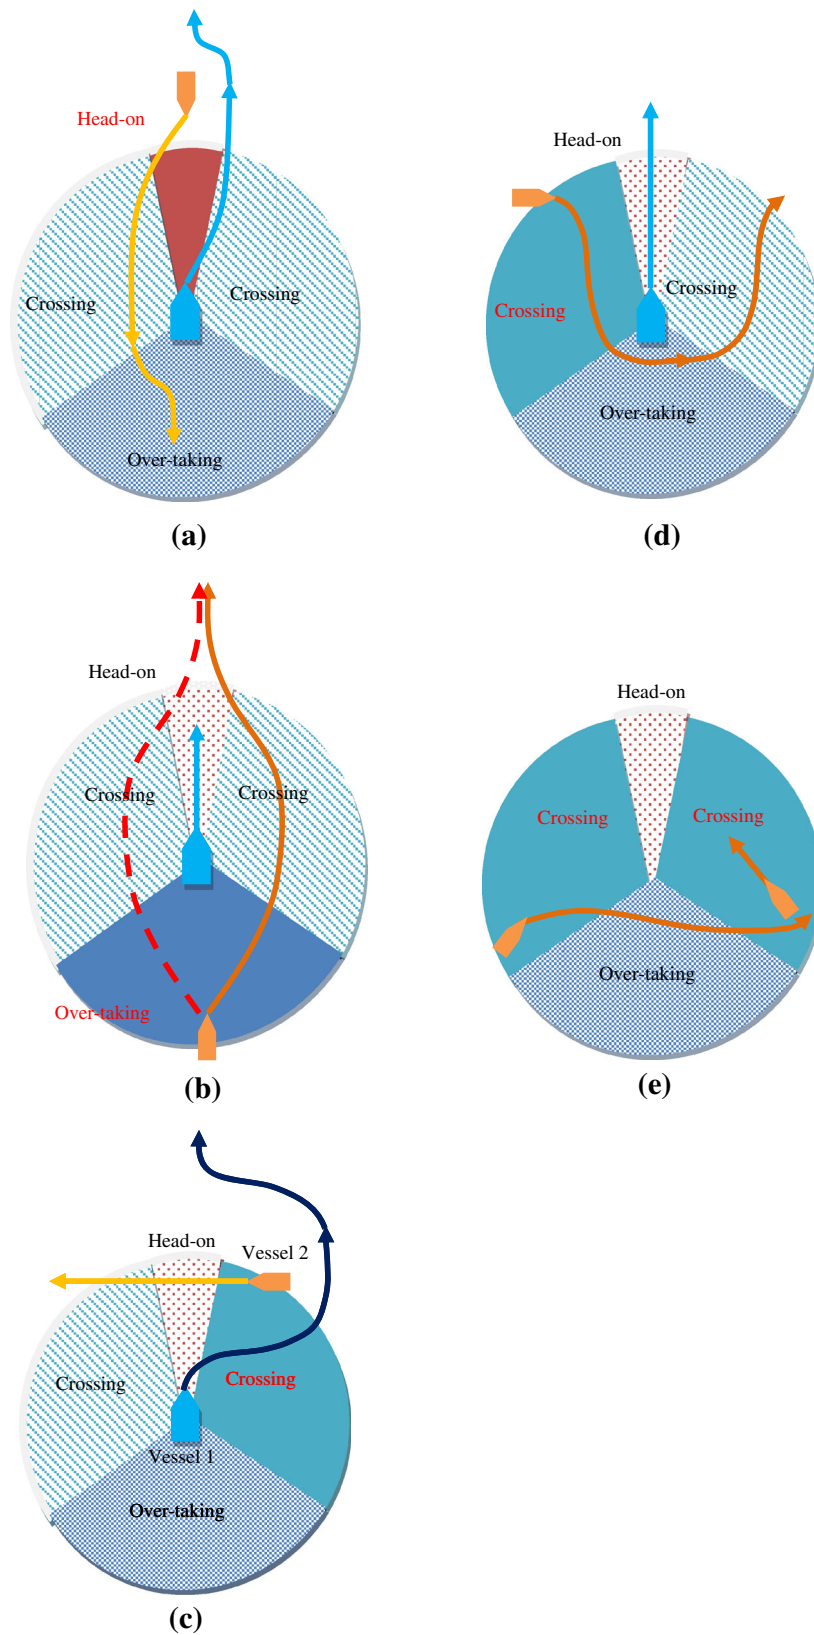 Head-on
Crossing
Crossing
Over-taking
(a)
Head-on
Crossing
Crossing
Over-taking
(d)
Head-on
Crossing
Crossing
Over-taking
(b)
Head-on
Crossing
Crossing
Over-taking
(e)
Head-on
Vessel 2
Crossing
Crossing
Vessel 1
Over-taking
(c)